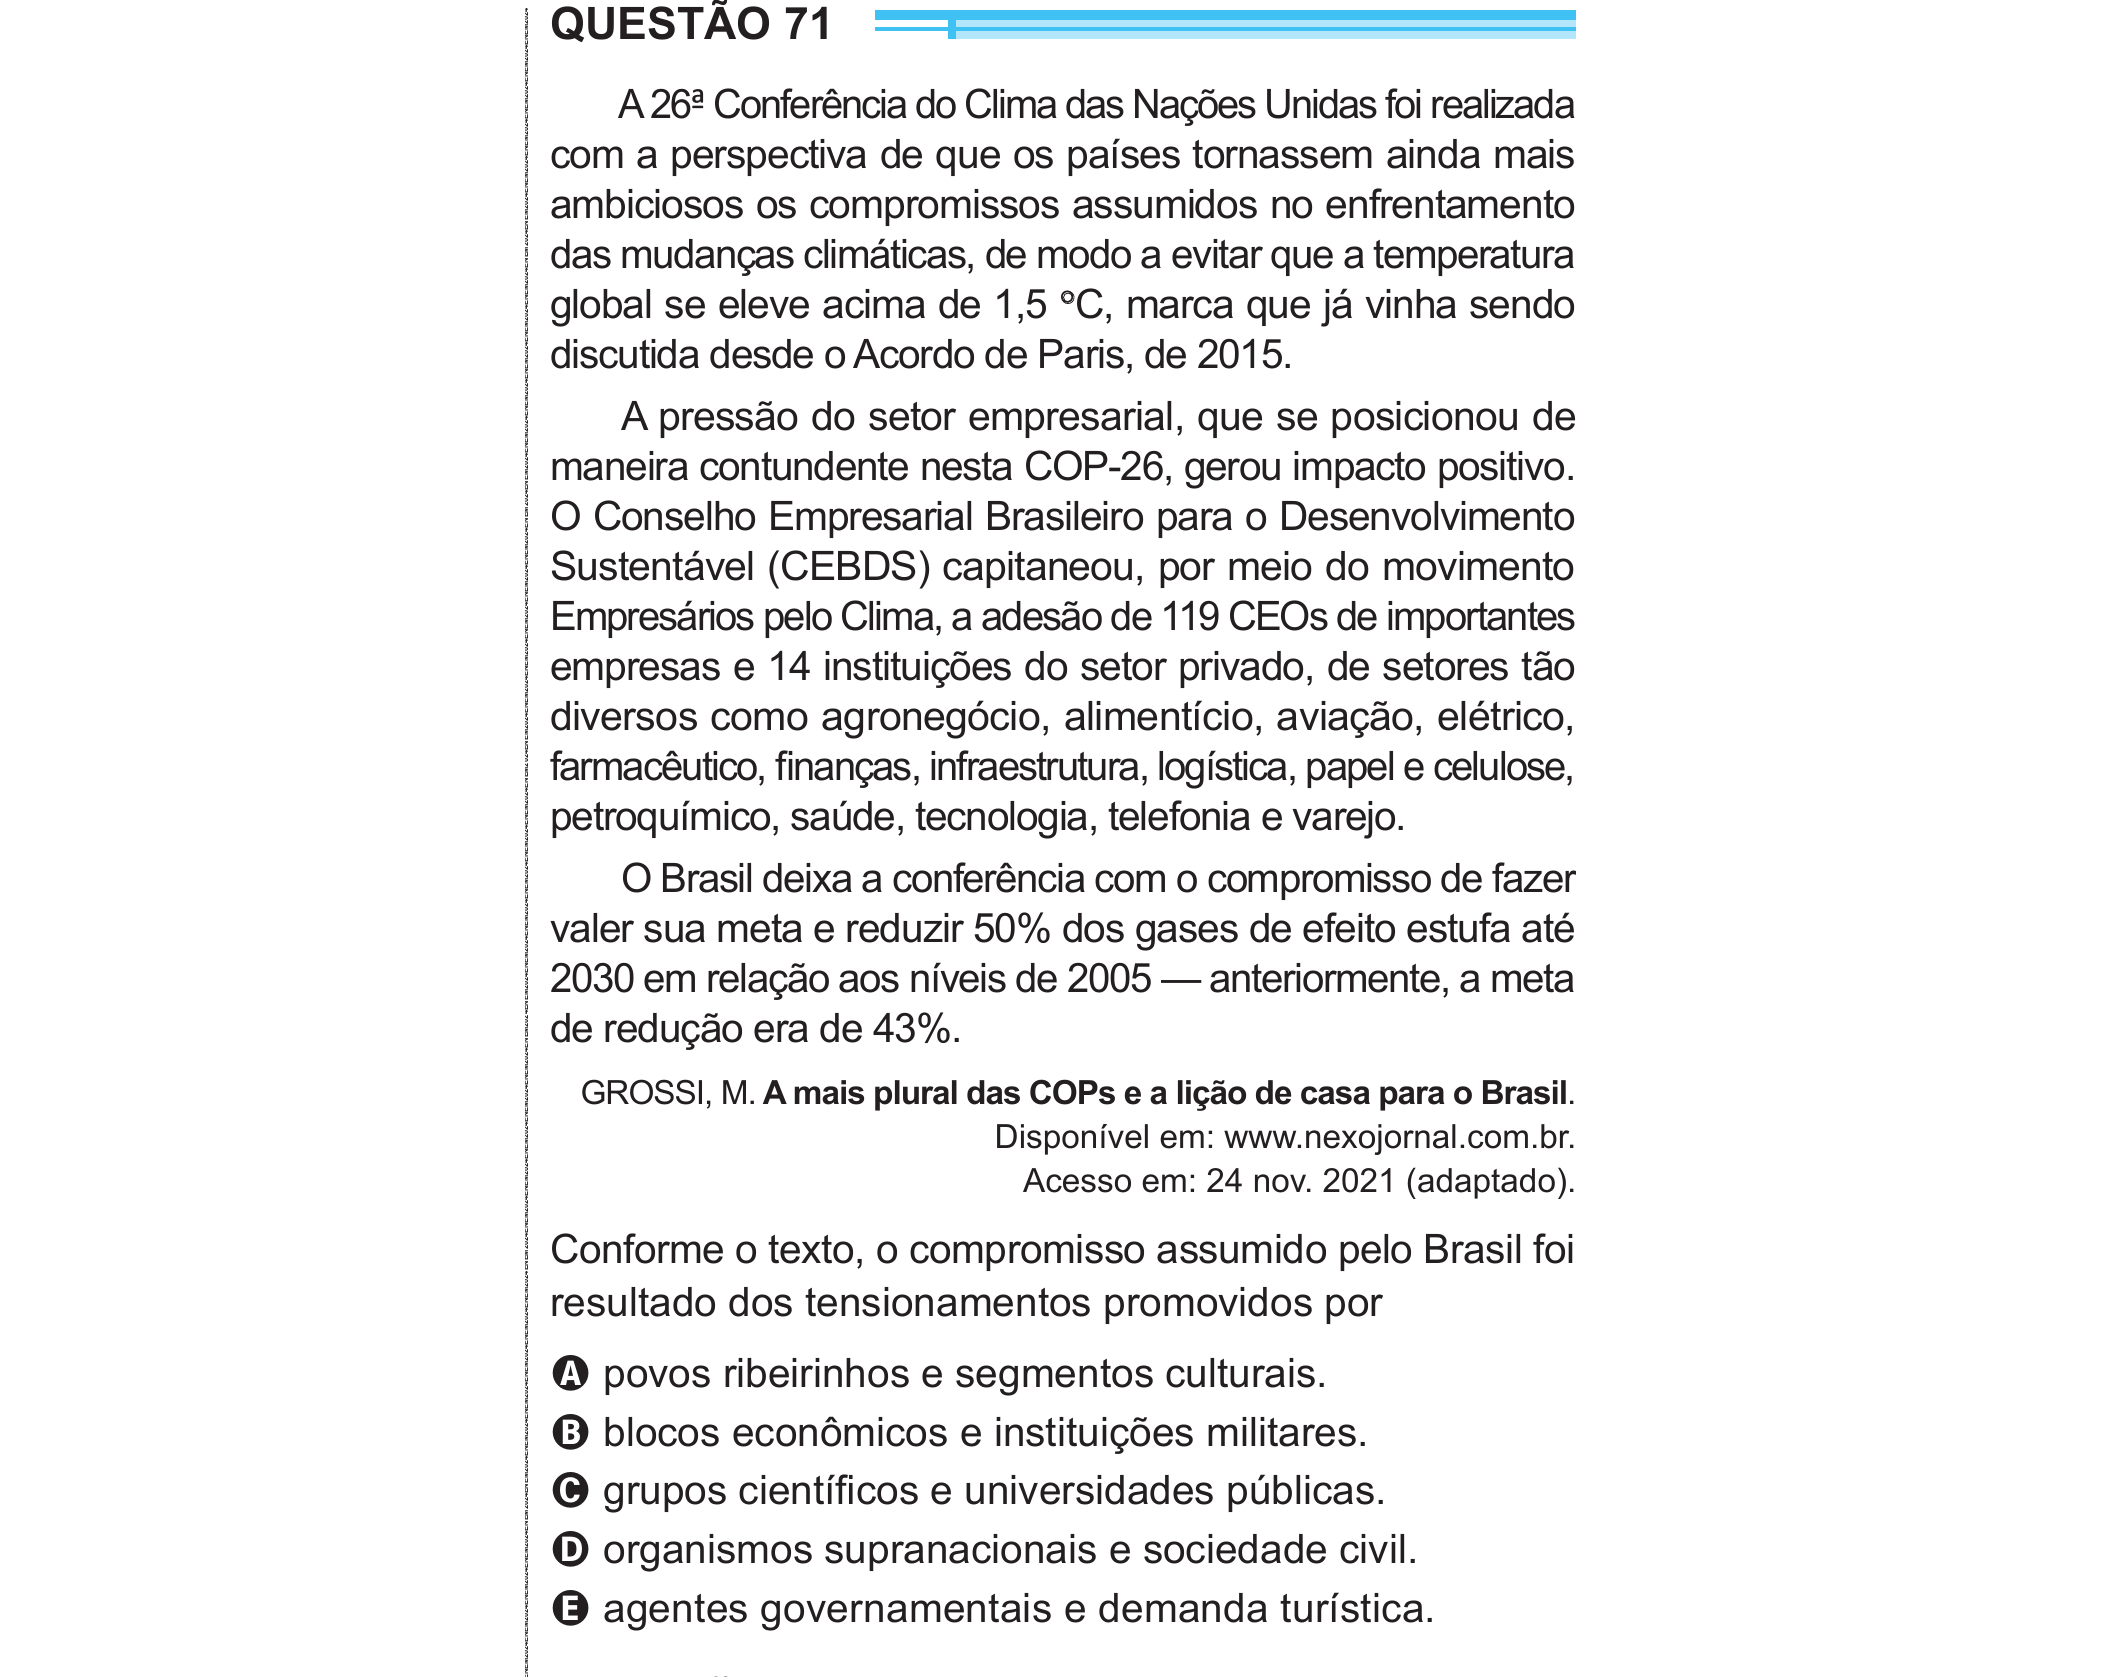 QUESTÃO 71
A 26ª Conferência do Clima das Nações Unidas foi realizada
com a perspectiva de que os países tornassem ainda mais
ambiciosos os compromissos assumidos no enfrentamento
das mudanças climáticas, de modo a evitar que a temperatura
global se eleve acima de 1,5 °C, marca que já vinha sendo
discutida desde o Acordo de Paris, de 2015.
A pressão do setor empresarial, que se posicionou de
maneira contundente nesta COP-26, gerou impacto positivo.
O Conselho Empresarial Brasileiro para o Desenvolvimento
Sustentável (CEBDS) capitaneou, por meio do movimento
Empresários pelo Clima, a adesão de 119 CEOs de importantes
empresas e 14 instituições do setor privado, de setores tão
diversos como agronegócio, alimentício, aviação, elétrico,
farmacêutico, finanças, infraestrutura, logística, papel e celulose,
petroquímico, saúde, tecnologia, telefonia e varejo.
O Brasil deixa a conferência com o compromisso de fazer
valer sua meta e reduzir 50% dos gases de efeito estufa até
2030 em relação aos níveis de 2005 — anteriormente, a meta
de redução era de 43%.
GROSSI, M. A mais plural das COPs e a lição de casa para o Brasil.
Disponível em: www.nexojornal.com.br.
Acesso em: 24 nov. 2021 (adaptado).
Conforme o texto, o compromisso assumido pelo Brasil foi
resultado dos tensionamentos promovidos por
A povos ribeirinhos e segmentos culturais.
B blocos econômicos e instituições militares.
C grupos científicos e universidades públicas.
D organismos supranacionais e sociedade civil.
E agentes governamentais e demanda turística.